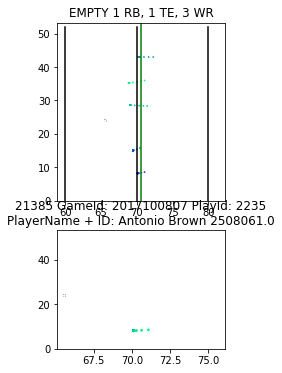 EMPTY 1 RB, 1 TE, 3 WR
50
40
30
20
10
0
60 65 70 75 80
21385 GameId: 2017100807 PlayId: 2235
PlayerName + ID: Antonio Brown 2508061.0
40
20
0
67.5 70.0 72.5 75.0